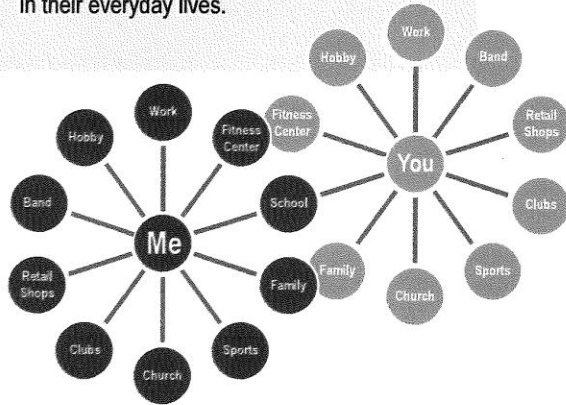 in their everyday lives.
Work
Hobby
Band
Fitness
Center
Retail
Shops
You
Clubs
Sports
Church
Family
School
Work
Fitness
Center
Hobby
Band
Me
Retail
Shops
Family
Clubs
Sports
Church